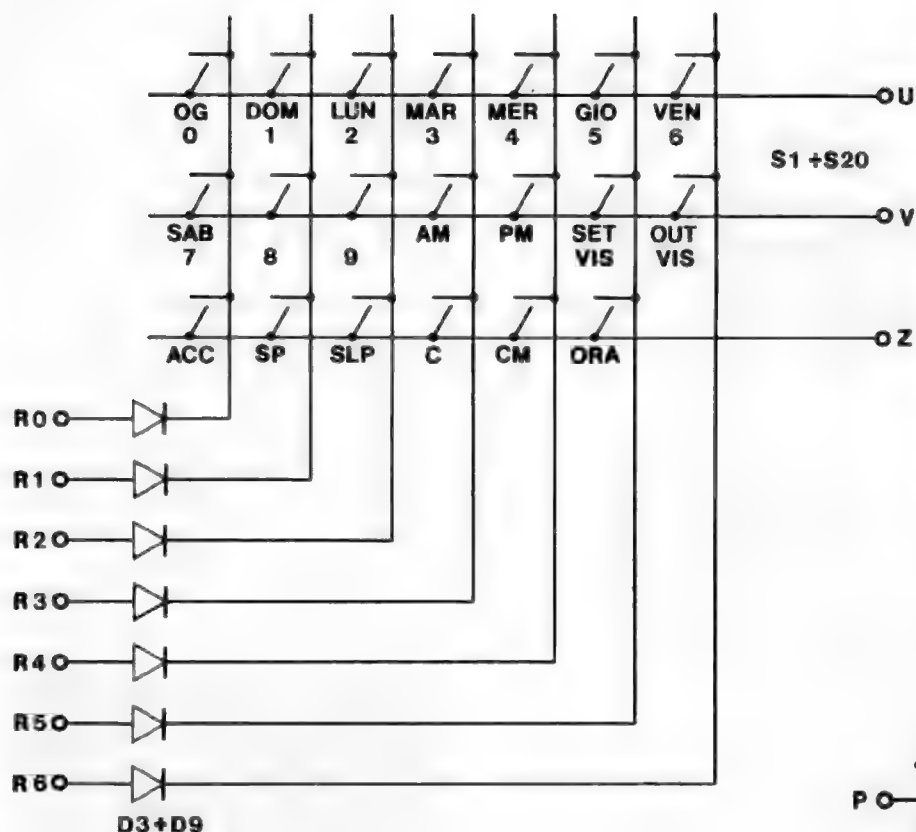 OG DOM LUN MAR MER GIO VEN U
0 1 2 3 4 5 6
S1÷S20
V
SAB AM PM SET OUT
7 8 9 VIS VIS
Z
ACC SP SLP C CM ORA
R0
R1
R2
R3
R4
R5
R6
P
D3÷D9